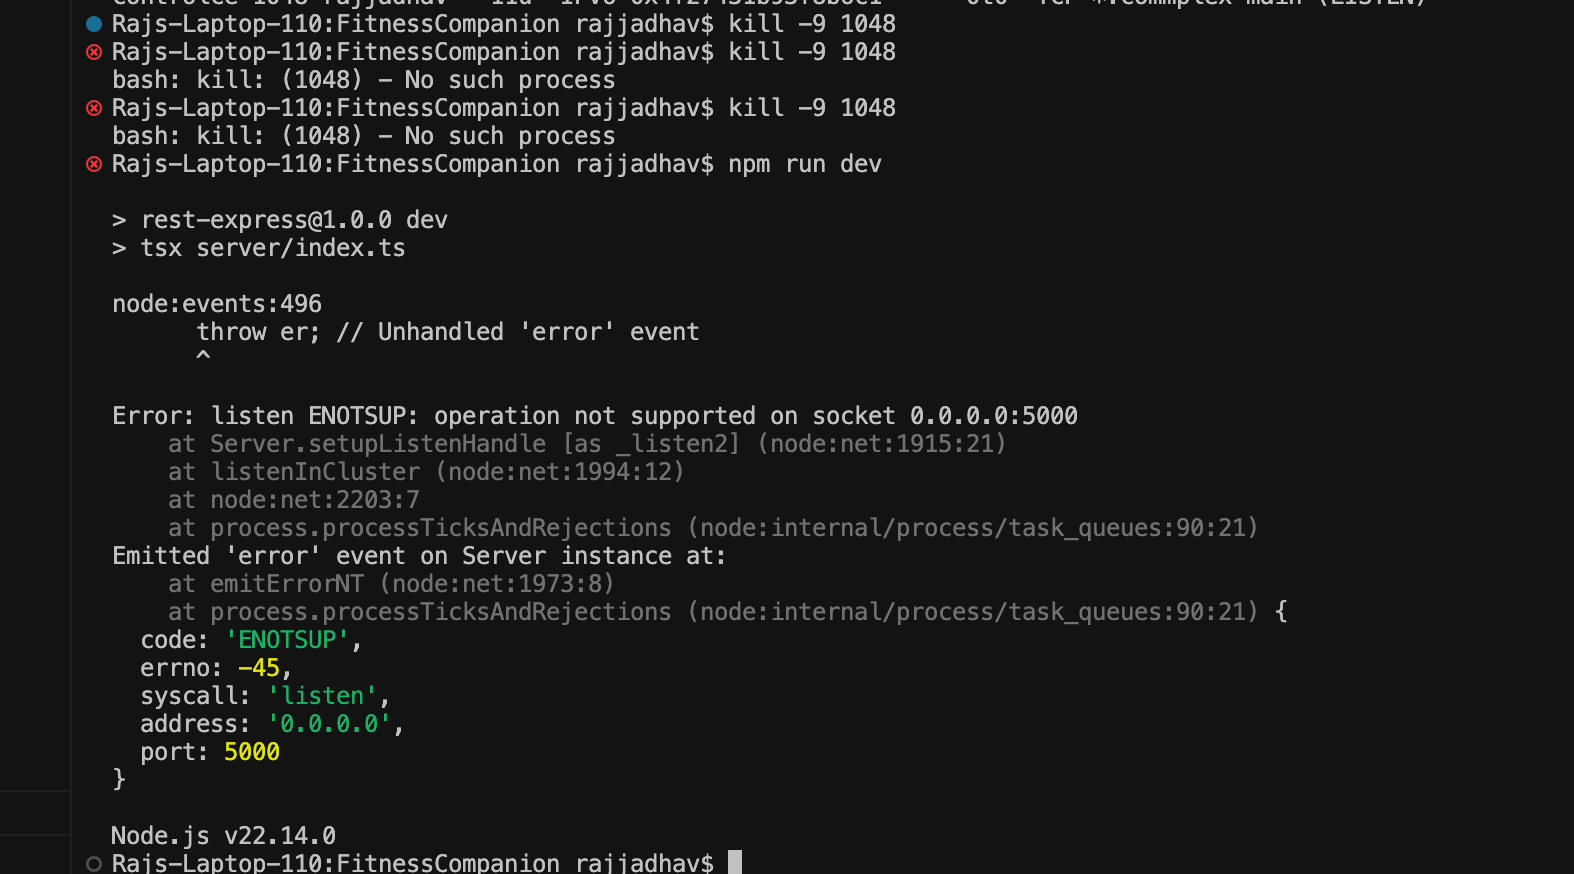 Rajs-Laptop-110:FitnessCompanion rajjadhav$ kill -9 1048
Rajs-Laptop-110:FitnessCompanion rajjadhav$ kill -9 1048
bash: kill: (1048) - No such process
Rajs-Laptop-110:FitnessCompanion rajjadhav$ kill -9 1048
bash: kill: (1048) - No such process
Rajs-Laptop-110:FitnessCompanion rajjadhav$ npm run dev
> rest-express@1.0.0 dev
> tsx server/index.ts
node:events:496
throw er; // Unhandled 'error' event
^
Error: listen ENOTSUP: operation not supported on socket 0.0.0.0:5000
at Server.setupListenHandle [as _listen2] (node:net:1915:21)
at listenInCluster (node:net:1994:12)
at node:net:2203:7
at process.processTicksAndRejections (node:internal/process/task_queues:90:21)
Emitted 'error' event on Server instance at:
at emitErrorNT (node:net:1973:8)
at process.processTicksAndRejections (node:internal/process/task_queues:90:21) {
code: 'ENOTSUP',
errno: -45,
syscall: 'listen',
address: '0.0.0.0',
port: 5000
}
Node.js v22.14.0
Rajs-Laptop-110:FitnessCompanion rajjadhav$